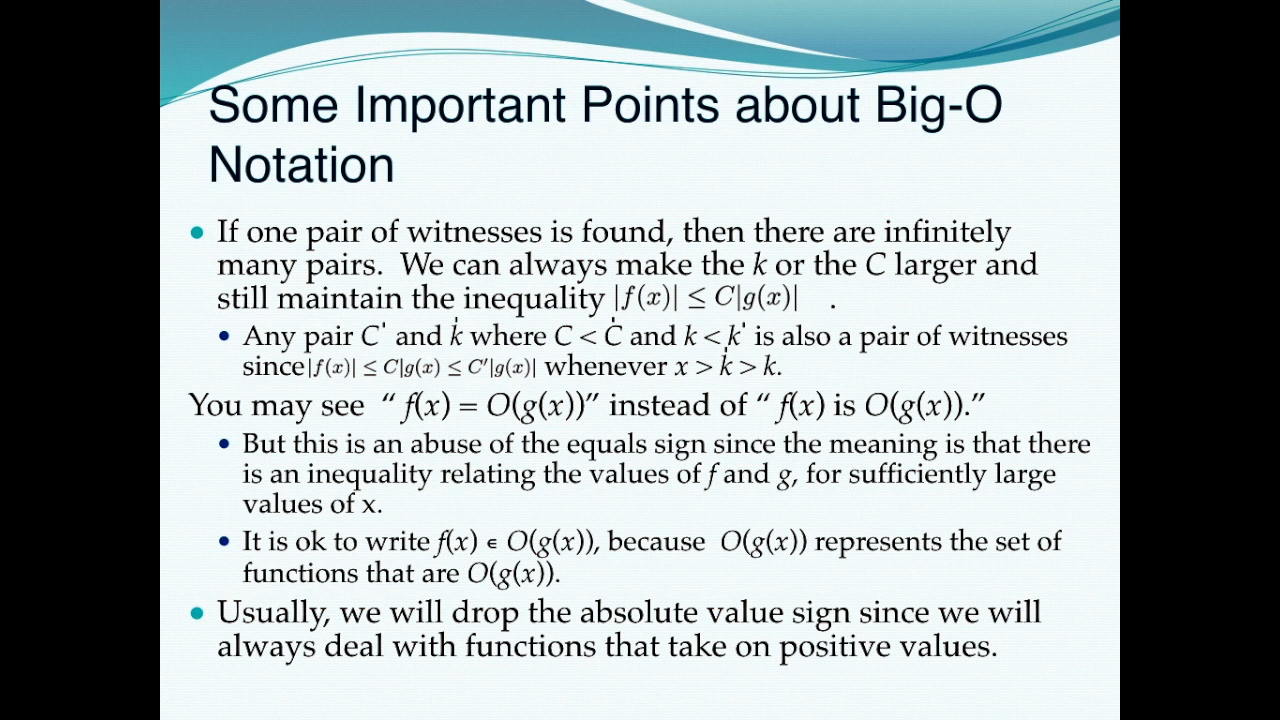 Some Important Points about Big-O
Notation
• If one pair of witnesses is found, then there are infinitely
many pairs. We can always make the k or the C larger and
still maintain the inequality |f(x)| ≤ C|g(x)| .
• Any pair C' and k' where C < C' and k < k' is also a pair of witnesses
since |f(x)| ≤ C|g(x) ≤ C′|g(x)| whenever x > k' > k.
You may see “ f(x) = O(g(x))” instead of “ f(x) is O(g(x)).”
• But this is an abuse of the equals sign since the meaning is that there
is an inequality relating the values of f and g, for sufficiently large
values of x.
• It is ok to write f(x) ∊ O(g(x)), because O(g(x)) represents the set of
functions that are O(g(x)).
• Usually, we will drop the absolute value sign since we will
always deal with functions that take on positive values.